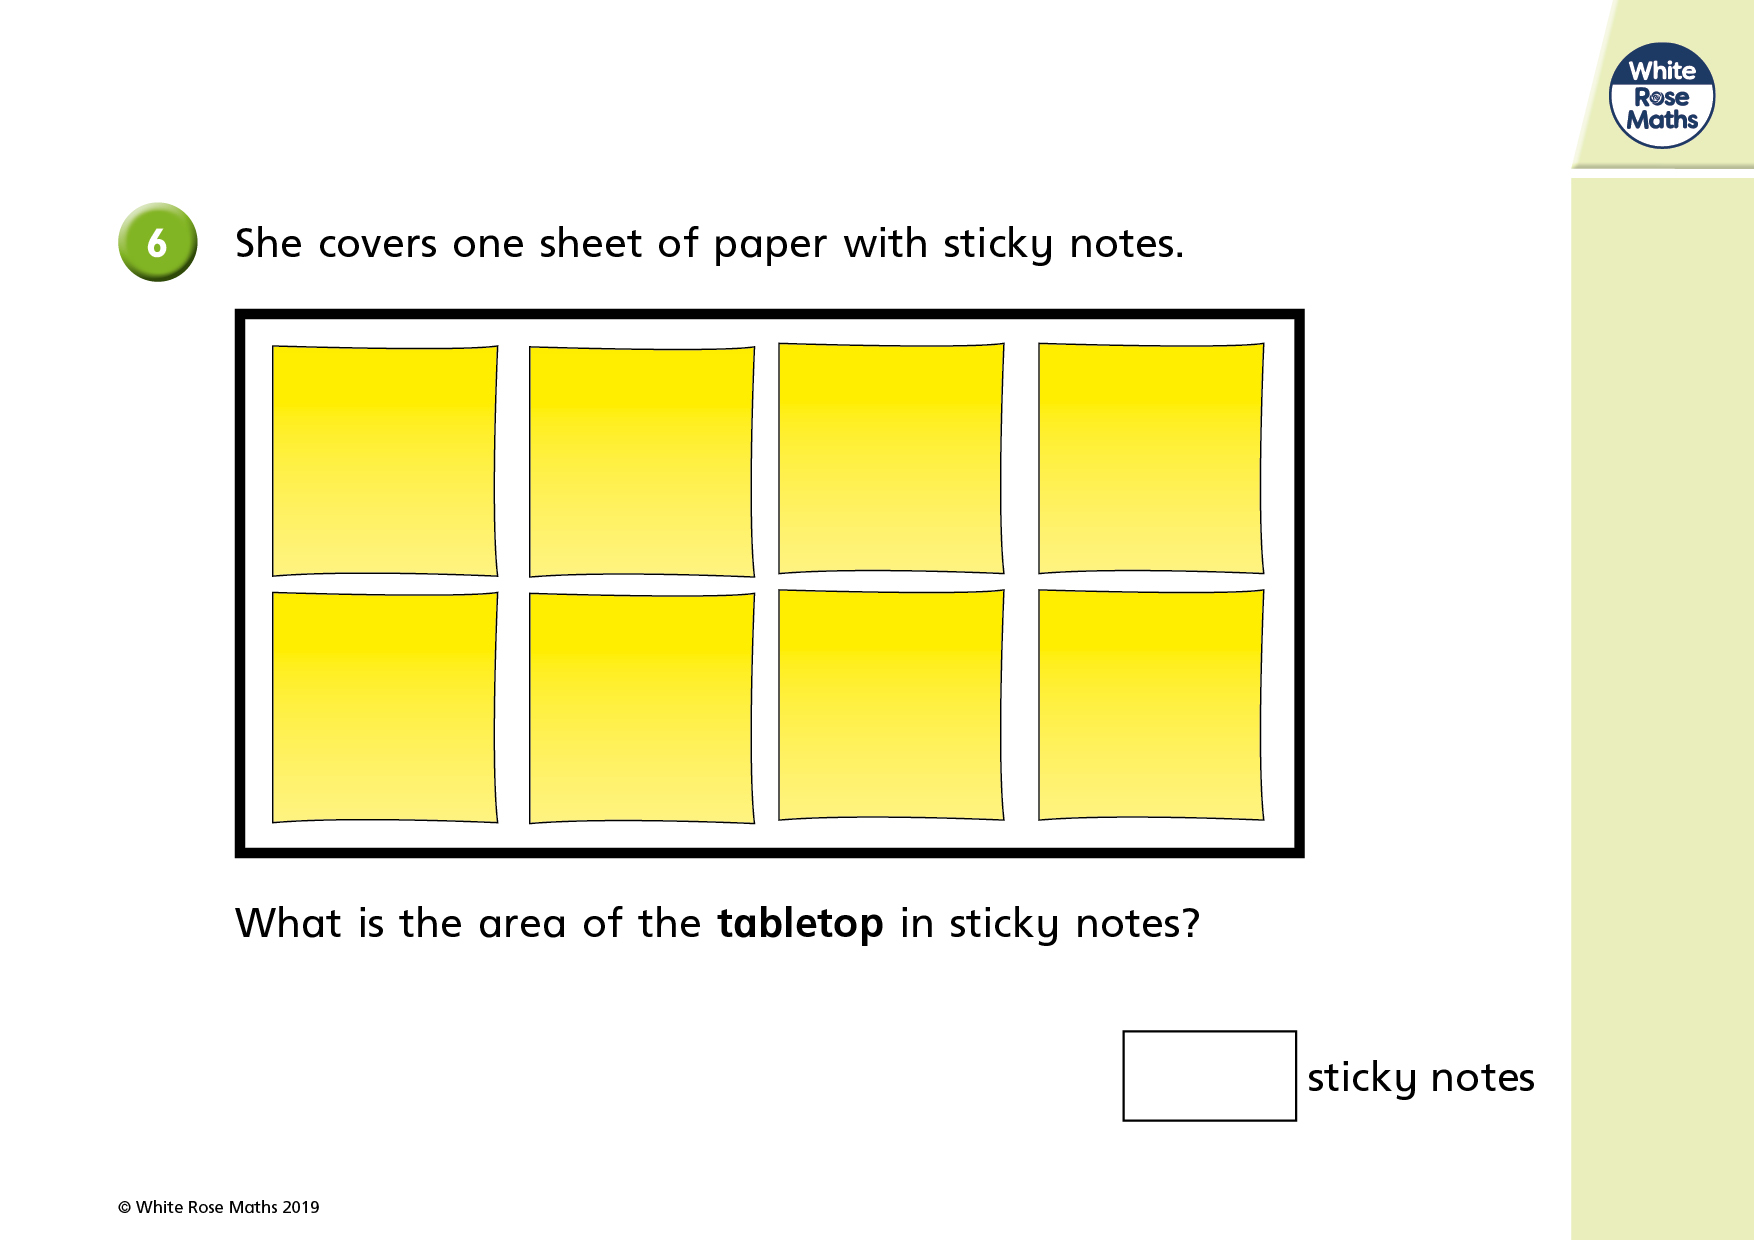 White
Rose
Maths
6 She covers one sheet of paper with sticky notes.
What is the area of the tabletop in sticky notes?
sticky notes
© White Rose Maths 2019